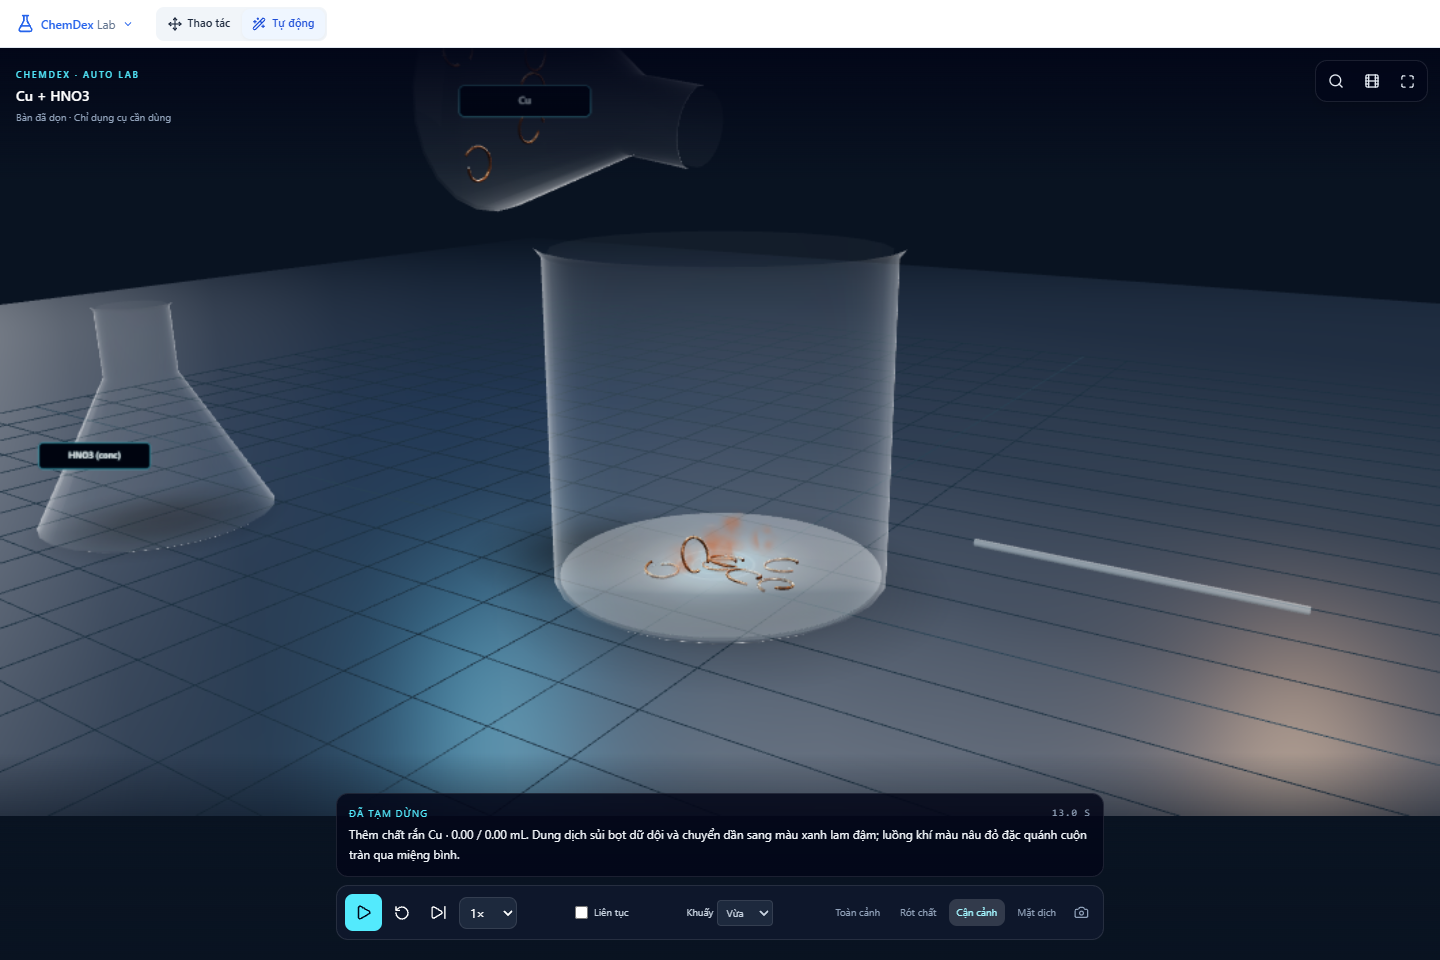 ChemDex Lab
Thao tác
Tự động
CHEMDEX · AUTO LAB
Cu + HNO3
Bàn đã dọn · Chỉ dụng cụ cần dùng
Cu
HNO3 (conc)
ĐÃ TẠM DỪNG
13.0 S
Thêm chất rắn Cu · 0.00 / 0.00 mL. Dung dịch sủi bọt dữ dội và chuyển dần sang màu xanh lam đậm; luồng khí màu nâu đỏ đặc quánh cuộn
tràn qua miệng bình.
1×
Liên tục
Khuấy
Vừa
Toàn cảnh
Rót chất
Cận cảnh
Mặt dịch